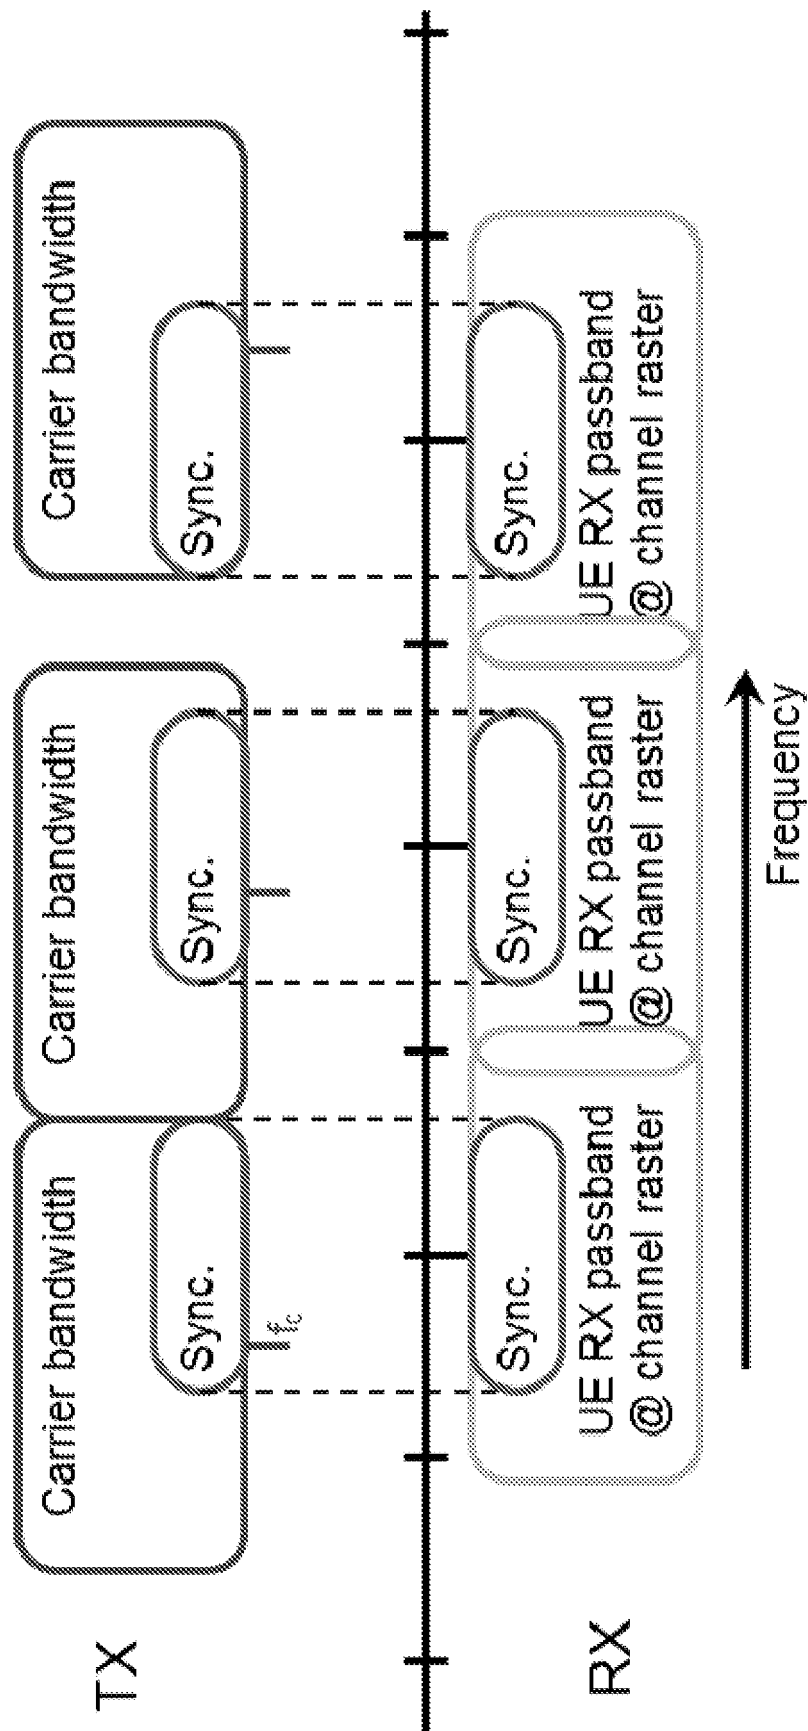 TX
Carrier bandwidth
Sync.
fc
Carrier bandwidth
Sync.
Carrier bandwidth
Sync.
RX
Sync.
UE RX passband
@ channel raster
Sync.
UE RX passband
@ channel raster
Sync.
UE RX passband
@ channel raster
Frequency